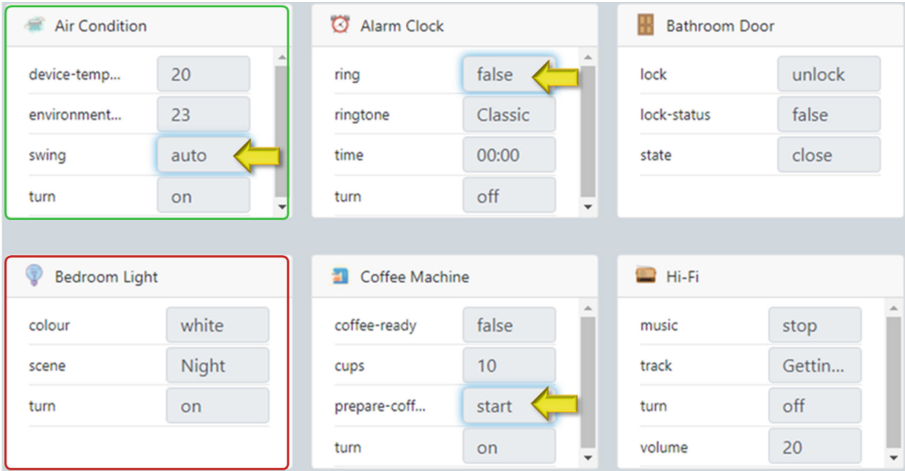 Air Condition
device-temp... 20
environment... 23
swing auto
turn on
Alarm Clock
ring false
ringtone Classic
time 00:00
turn off
Bathroom Door
lock unlock
lock-status false
state close
Bedroom Light
colour white
scene Night
turn on
Coffee Machine
coffee-ready false
cups 10
prepare-coff... start
turn on
Hi-Fi
music stop
track Gettin...
turn off
volume 20